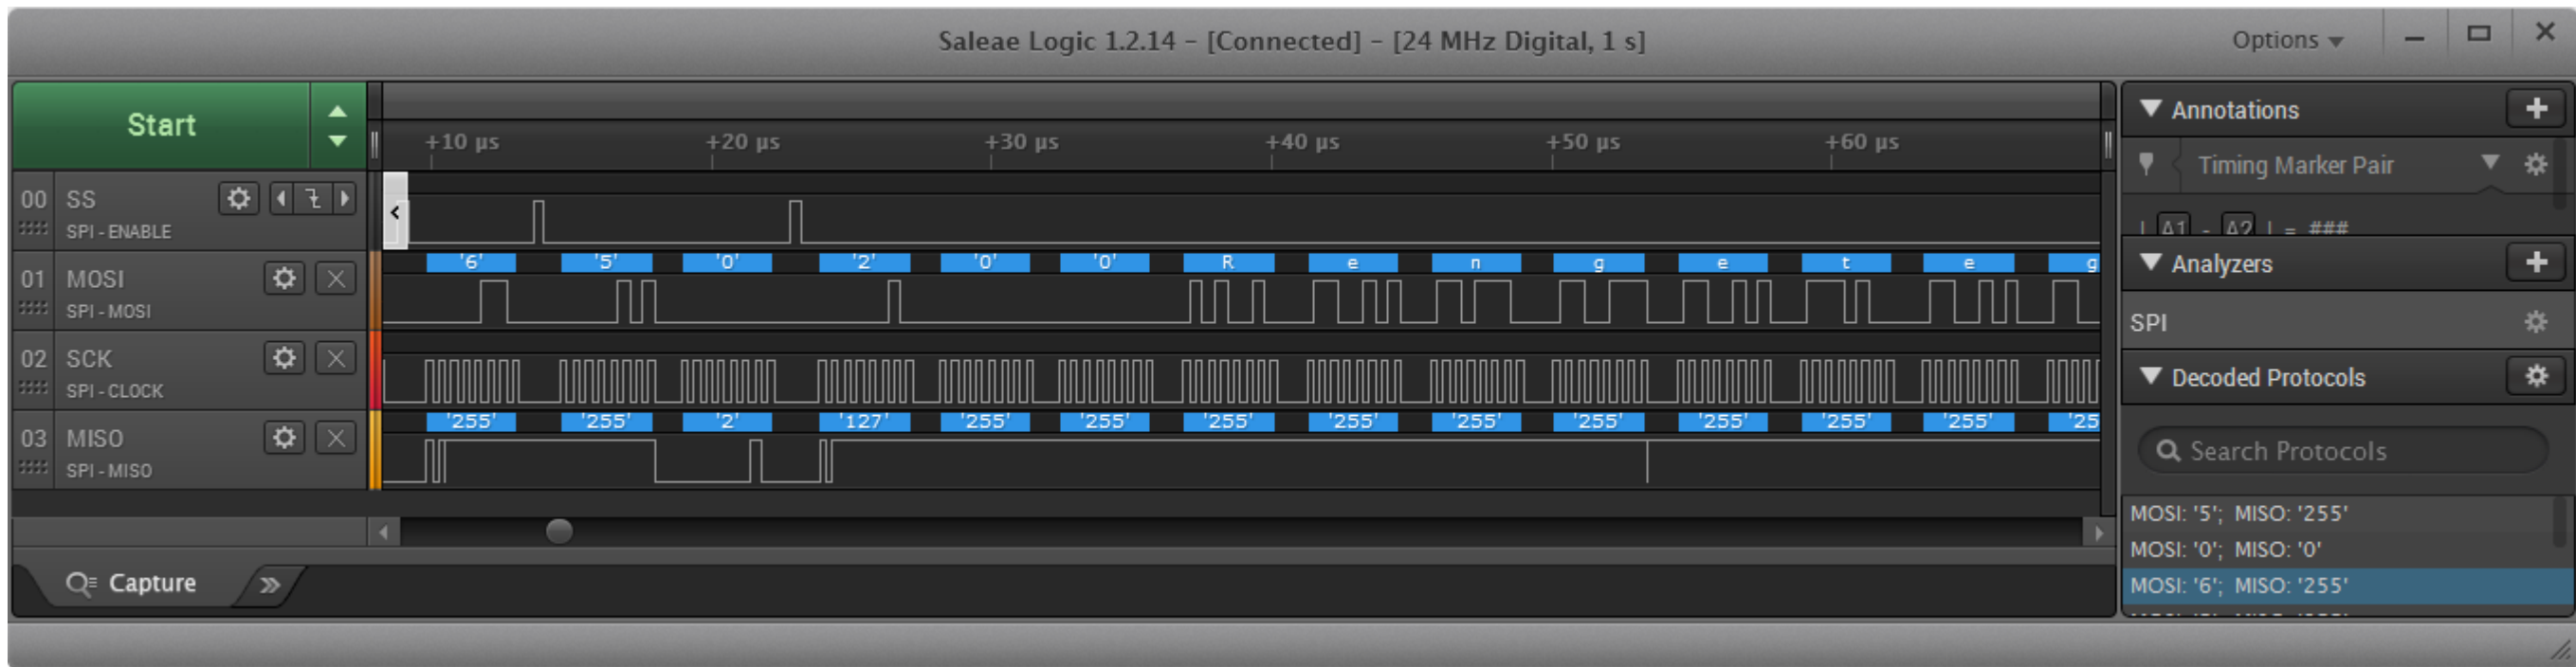 Saleae Logic 1.2.14 - [Connected] - [24 MHz Digital, 1 s]
Options
Start
+10 µs +20 µs +30 µs +40 µs +50 µs +60 µs
00 SS
SPI - ENABLE
'6' '5' '0' '2' '0' '0' R e n g e t e g
01 MOSI
SPI - MOSI
02 SCK
SPI - CLOCK
'255' '255' '2' '127' '255' '255' '255' '255' '255' '255' '255' '255' '255' '25
03 MISO
SPI - MISO
Capture
Annotations
Timing Marker Pair
| A1 - A2 | = ###
Analyzers
SPI
Decoded Protocols
Search Protocols
MOSI: '5'; MISO: '255'
MOSI: '0'; MISO: '0'
MOSI: '6'; MISO: '255'